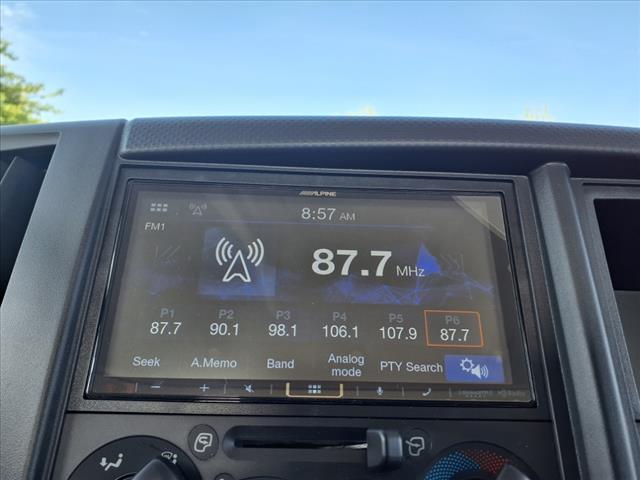 ALPINE
8:57 AM
FM1
87.7 MHz
P1 P2 P3 P4 P5 P6
87.7 90.1 98.1 106.1 107.9 87.7
Seek A.Memo Band Analog mode PTY Search